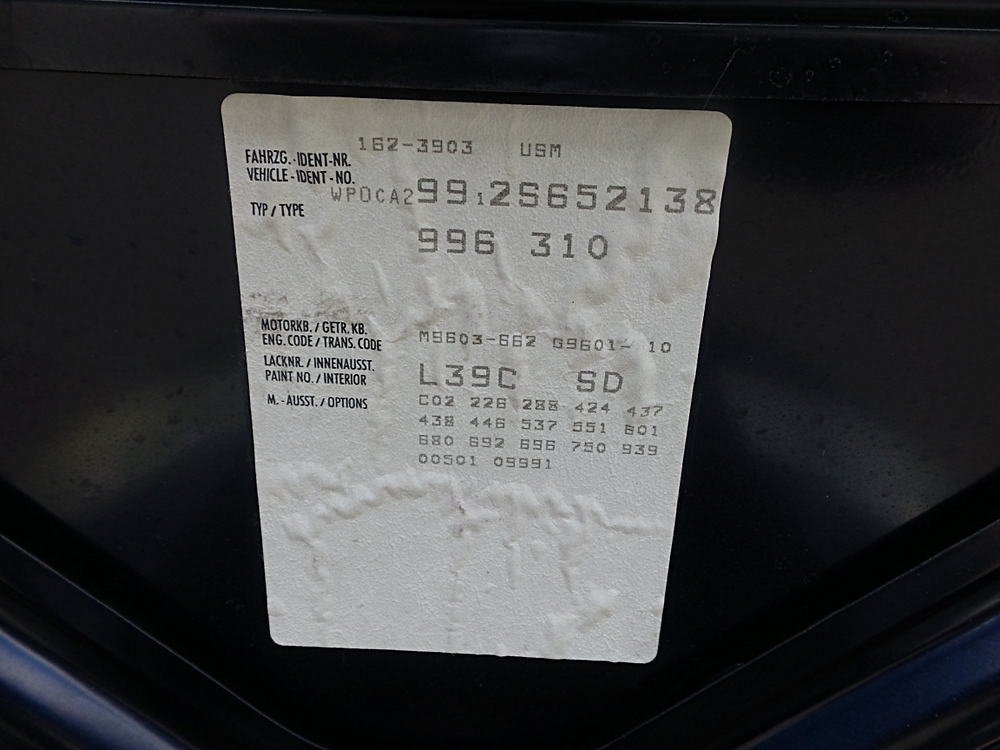 162-3903 USM
FAHRZG.-IDENT-NR.
VEHICLE-IDENT-NO.
WP0CA29912S652138
TYP / TYPE
996 310
MOTORKB. / GETR. KB.
ENG. CODE / TRANS. CODE
M9603-662 G9601- 10
LACKNR. / INNENAUSST.
PAINT NO. / INTERIOR
L39C SD
M.- AUSST. / OPTIONS
C02 226 288 424 437
438 446 537 551 601
680 692 696 750 939
00501 09991